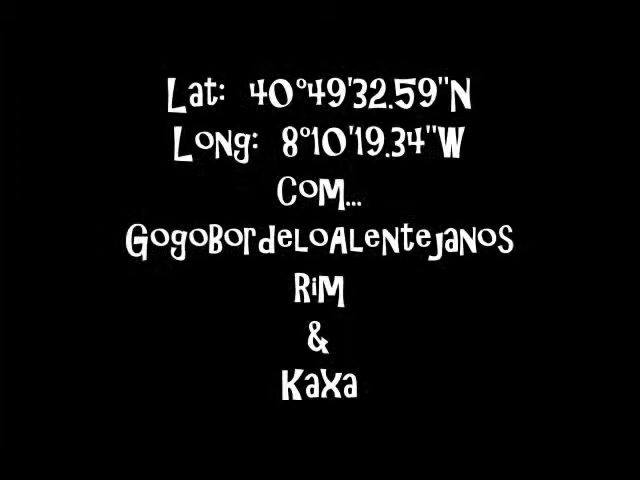 Lat: 40°49'32.59"N
Long: 8°10'19.34"W
Com...
GogoBordeloAlentejanos
Rim
&
Kaxa